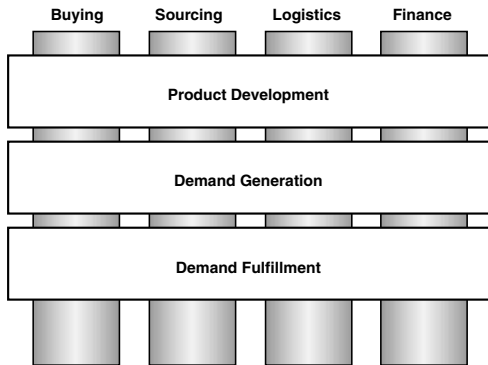 Buying Sourcing Logistics Finance
Product Development
Demand Generation
Demand Fulfillment